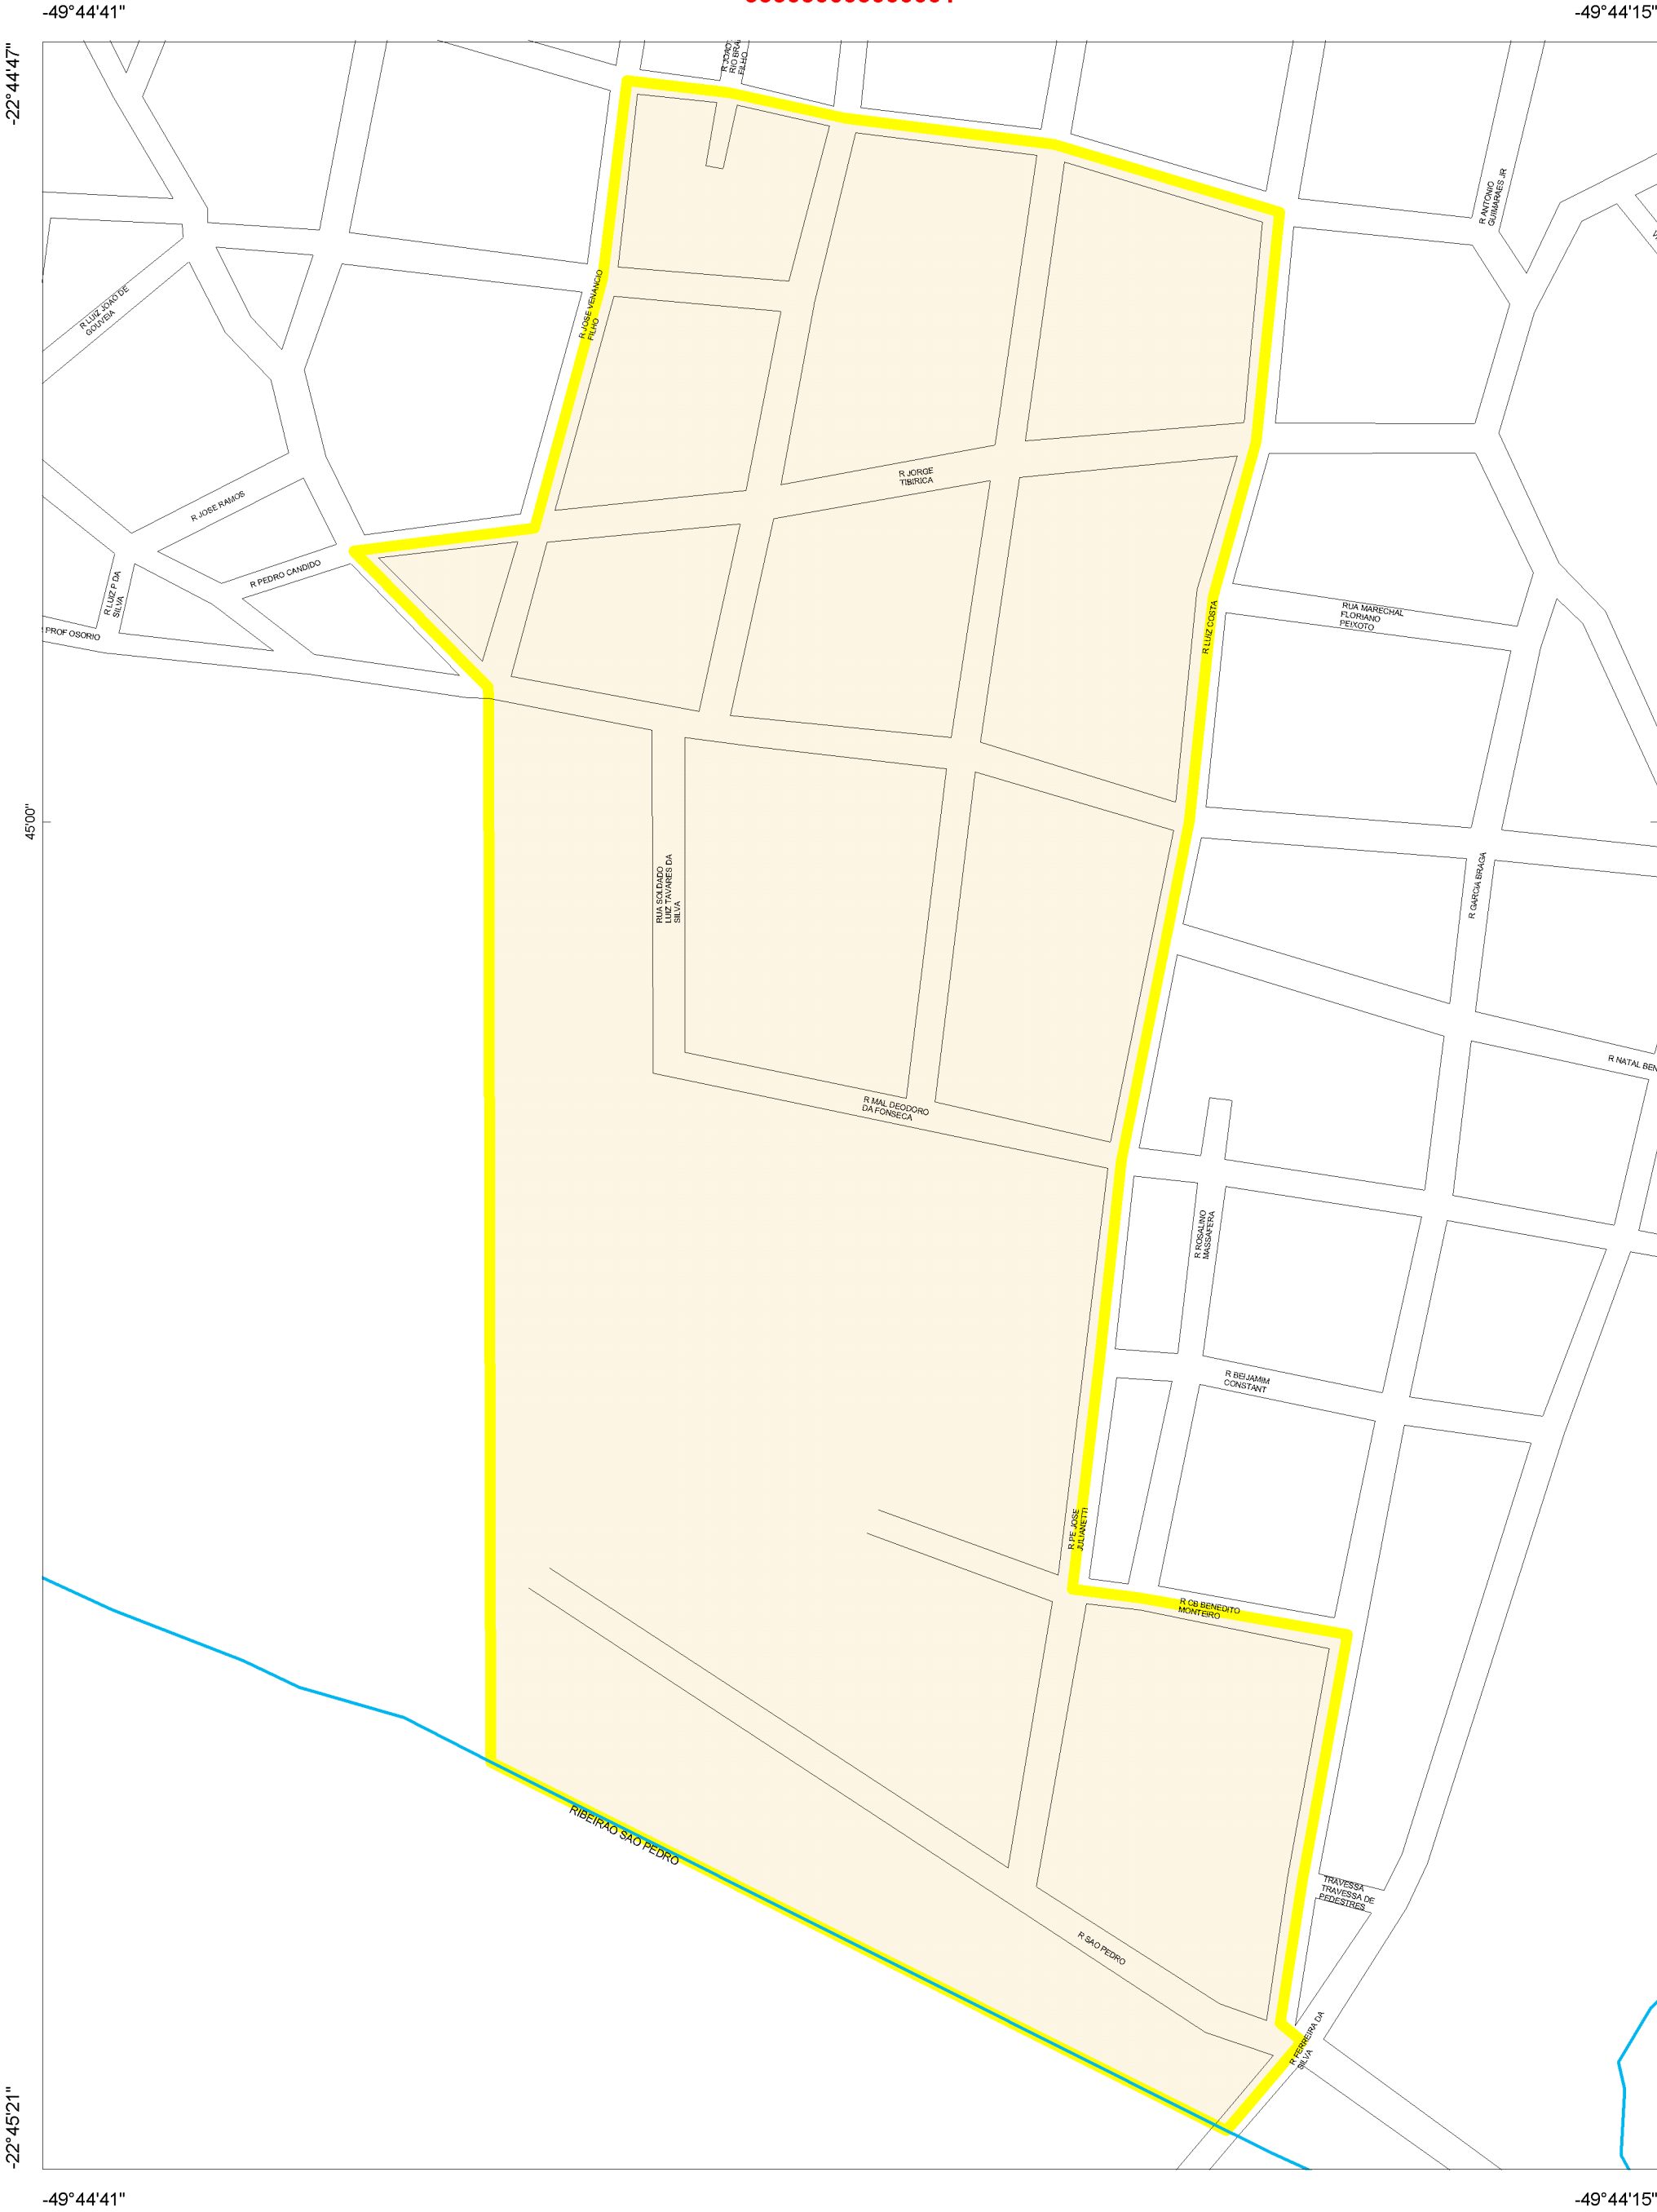 -49°44'41"
-49°44'15"
-22°44'47"
R ANTONIO
GUIMARAES JR
R JOSE VENANCIO
FILHO
R LUIZ JOAO DE
GOUVEIA
R JORGE
TIBIRICA
R JOSE RAMOS
R PEDRO CANDIDO
R LUIZ P DA
SILVA
PROF OSORIO
RUA MARECHAL
FLORIANO
PEIXOTO
R LUIZ COSTA
45'00"
RUA SOLDADO
LUIZ TAVARES DA
SILVA
R GARCIA BRAGA
R NATAL BEN
R MAL DEODORO
DA FONSECA
R ROSALINO
MASSAFERA
R BEIJAMIM
CONSTANT
R PE JOSE
JULIANETTI
R CB BENEDITO
MONTEIRO
RIBEIRAO SAO PEDRO
TRAVESSA
TRAVESSA DE
PEDESTRES
R SAO PEDRO
R FERREIRA DA
SILVA
-22°45'21"
-49°44'41"
-49°44'15"